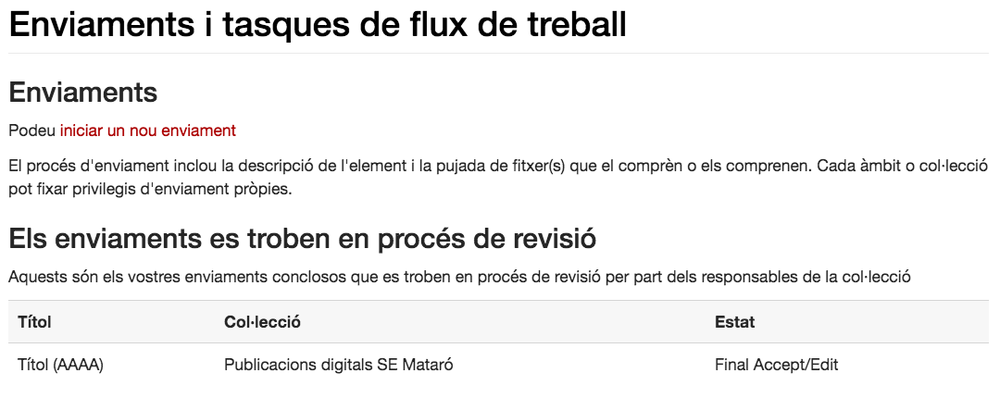 Enviaments i tasques de flux de treball
Enviaments
Podeu iniciar un nou enviament
El procés d'enviament inclou la descripció de l'element i la pujada de fitxer(s) que el comprèn o els comprenen. Cada àmbit o col·lecció
pot fixar privilegis d'enviament pròpies.
Els enviaments es troben en procés de revisió
Aquests són els vostres enviaments conclosos que es troben en procés de revisió per part dels responsables de la col·lecció
Títol Col·lecció Estat
Títol (AAAA) Publicacions digitals SE Mataró Final Accept/Edit